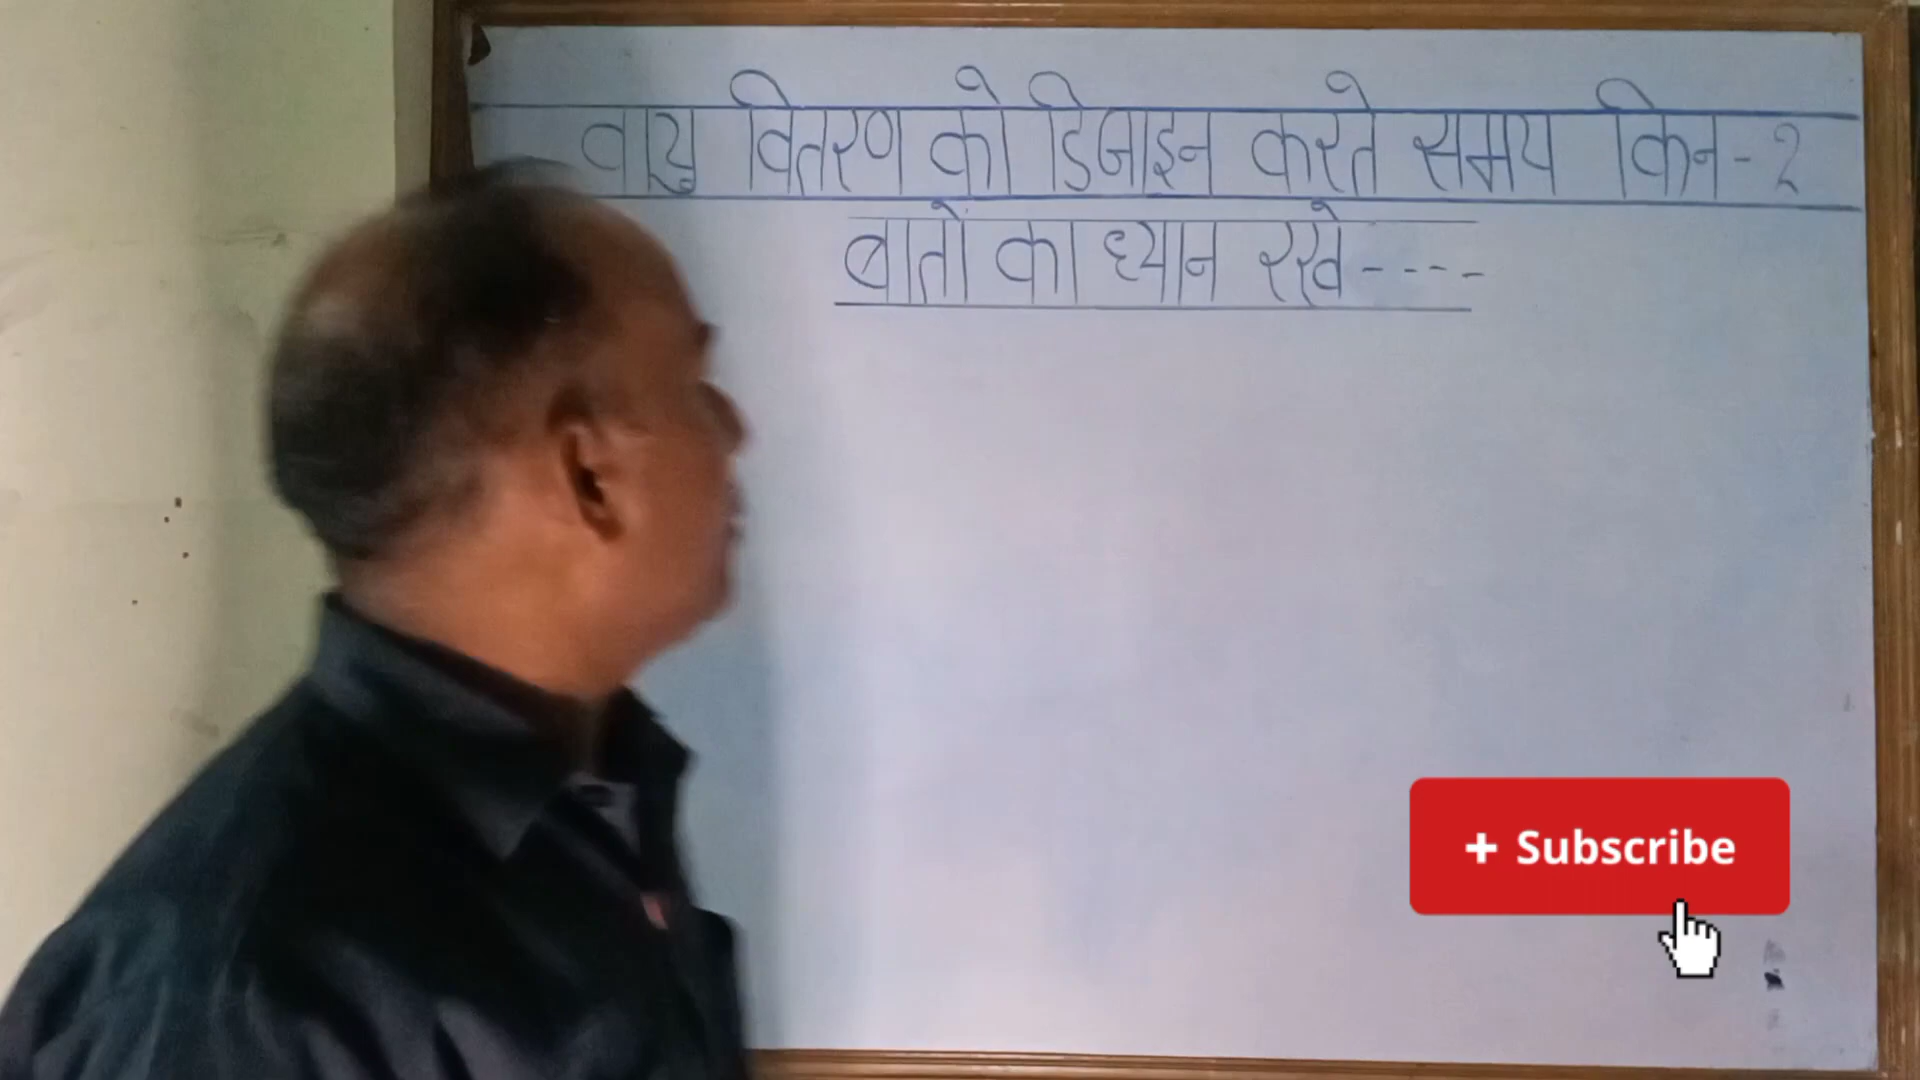 वायु वितरण को डिजाइन करते समय किन-2
बातों का ध्यान रखे----
+ Subscribe